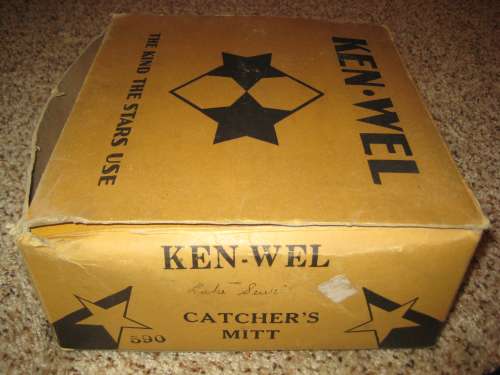 KEN-WEL
THE KIND THE STARS USE
KEN-WEL
CATCHER'S
MITT
590